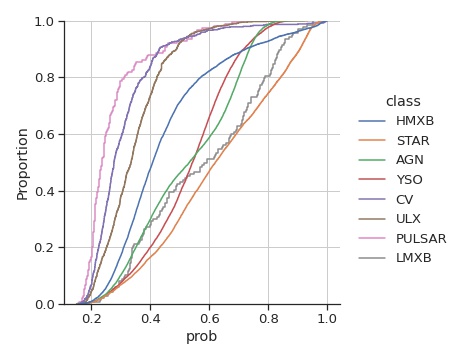 1.0
0.8
0.6
0.4
0.2
0.0
Proportion
0.2 0.4 0.6 0.8 1.0
prob
class
HMXB
STAR
AGN
YSO
CV
ULX
PULSAR
LMXB